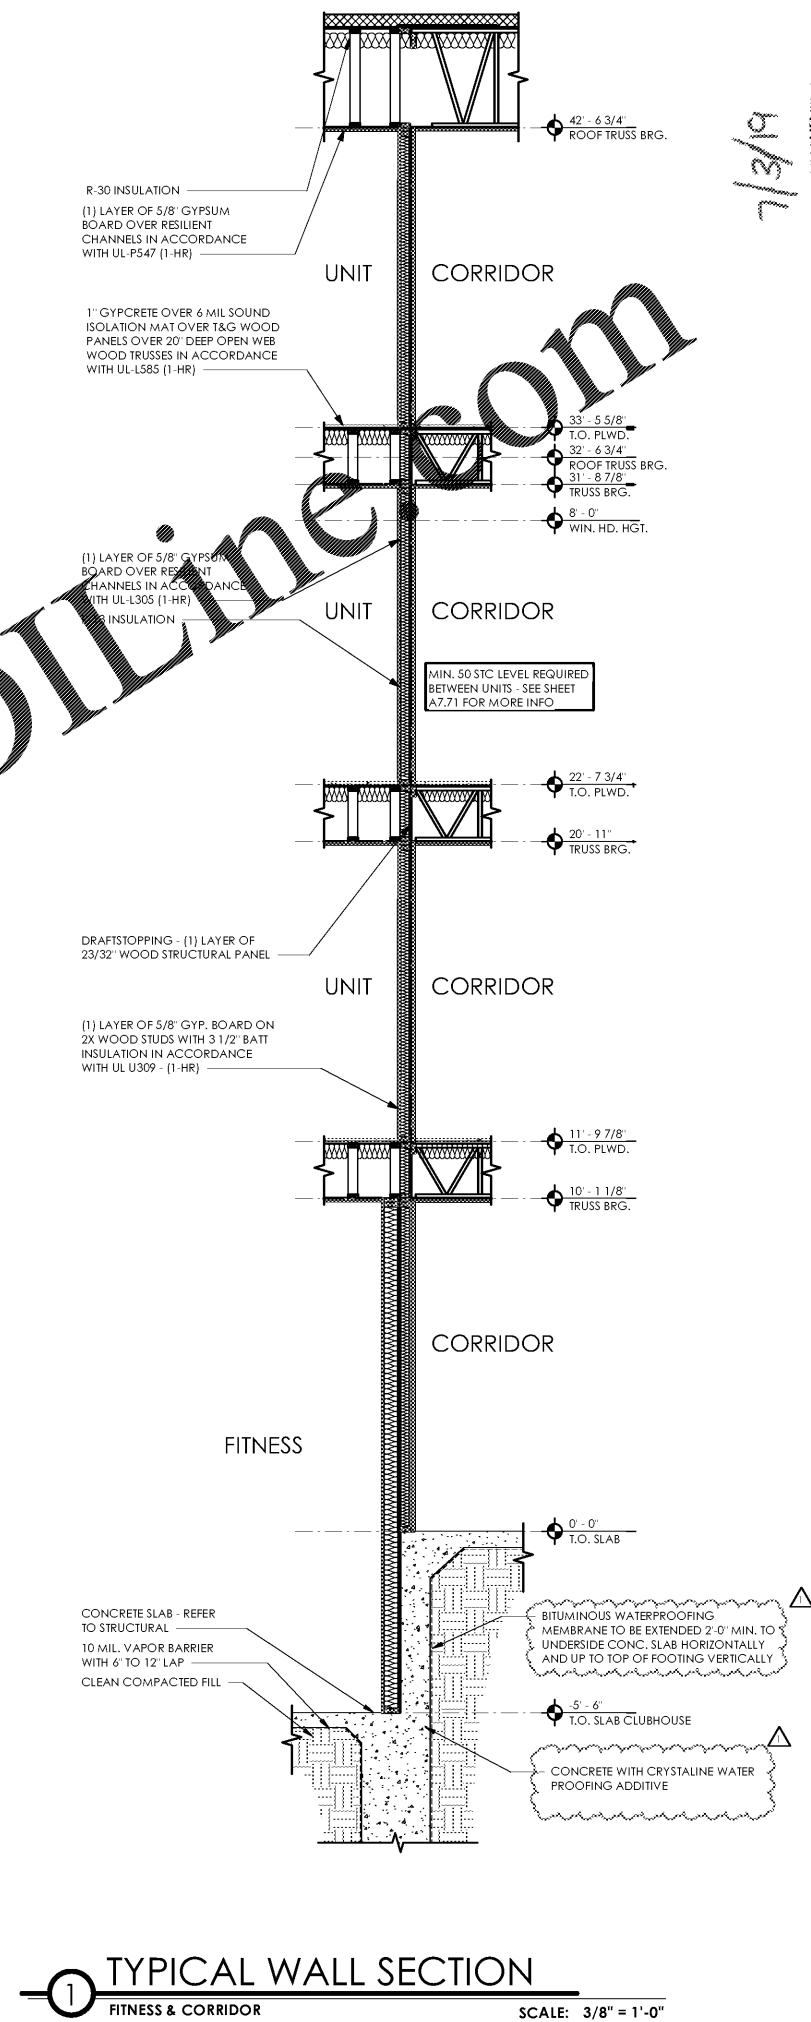 42' - 6 3/4"
ROOF TRUSS BRG.
7/3/19
R-30 INSULATION
(1) LAYER OF 5/8" GYPSUM
BOARD OVER RESILIENT
CHANNELS IN ACCORDANCE
WITH UL-P547 (1-HR)
UNIT
CORRIDOR
1" GYPCRETE OVER 6 MIL SOUND
ISOLATION MAT OVER T&G WOOD
PANELS OVER 20" DEEP OPEN WEB
WOOD TRUSSES IN ACCORDANCE
WITH UL-L585 (1-HR)
33' - 5 5/8"
T.O. PLWD.
32' - 6 3/4"
ROOF TRUSS BRG.
31' - 8 7/8"
TRUSS BRG.
8' - 0"
WIN. HD. HGT.
(1) LAYER OF 5/8" GYPSUM
BOARD OVER RESILIENT
CHANNELS IN ACCORDANCE
WITH UL-L305 (1-HR)
INSULATION
UNIT
CORRIDOR
MIN. 50 STC LEVEL REQUIRED
BETWEEN UNITS - SEE SHEET
A7.71 FOR MORE INFO
22' - 7 3/4"
T.O. PLWD.
20' - 11"
TRUSS BRG.
DRAFTSTOPPING - (1) LAYER OF
23/32" WOOD STRUCTURAL PANEL
UNIT
CORRIDOR
(1) LAYER OF 5/8" GYP. BOARD ON
2X WOOD STUDS WITH 3 1/2" BATT
INSULATION IN ACCORDANCE
WITH UL U309 - (1-HR)
11' - 9 7/8"
T.O. PLWD.
10' - 1 1/8"
TRUSS BRG.
CORRIDOR
FITNESS
0' - 0"
T.O. SLAB
CONCRETE SLAB - REFER
TO STRUCTURAL
10 MIL. VAPOR BARRIER
WITH 6" TO 12" LAP
CLEAN COMPACTED FILL
1
BITUMINOUS WATERPROOFING
MEMBRANE TO BE EXTENDED 2'-0" MIN. TO
UNDERSIDE CONC. SLAB HORIZONTALLY
AND UP TO TOP OF FOOTING VERTICALLY
-5' - 6"
T.O. SLAB CLUBHOUSE
1
CONCRETE WITH CRYSTALINE WATER
PROOFING ADDITIVE
1 TYPICAL WALL SECTION
FITNESS & CORRIDOR
SCALE: 3/8" = 1'-0"
ILine.com